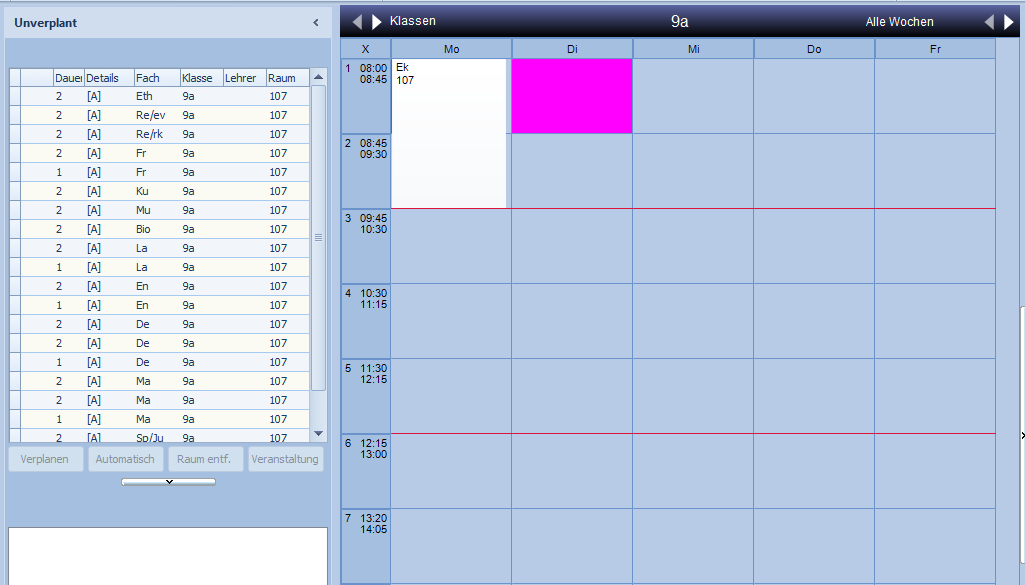 Unverplant
Dauer Details Fach Klasse Lehrer Raum
2 [A] Eth 9a 107
2 [A] Re/ev 9a 107
2 [A] Re/rk 9a 107
2 [A] Fr 9a 107
1 [A] Fr 9a 107
2 [A] Ku 9a 107
2 [A] Mu 9a 107
2 [A] Bio 9a 107
2 [A] La 9a 107
1 [A] La 9a 107
2 [A] En 9a 107
1 [A] En 9a 107
2 [A] De 9a 107
2 [A] De 9a 107
1 [A] De 9a 107
2 [A] Ma 9a 107
2 [A] Ma 9a 107
1 [A] Ma 9a 107
2 [A] Sp/Ju 9a 107
Verplanen Automatisch Raum entf. Veranstaltung
Klassen 9a Alle Wochen
X Mo Di Mi Do Fr
1 08:00 Ek
08:45 107
2 08:45
09:30
3 09:45
10:30
4 10:30
11:15
5 11:30
12:15
6 12:15
13:00
7 13:20
14:05